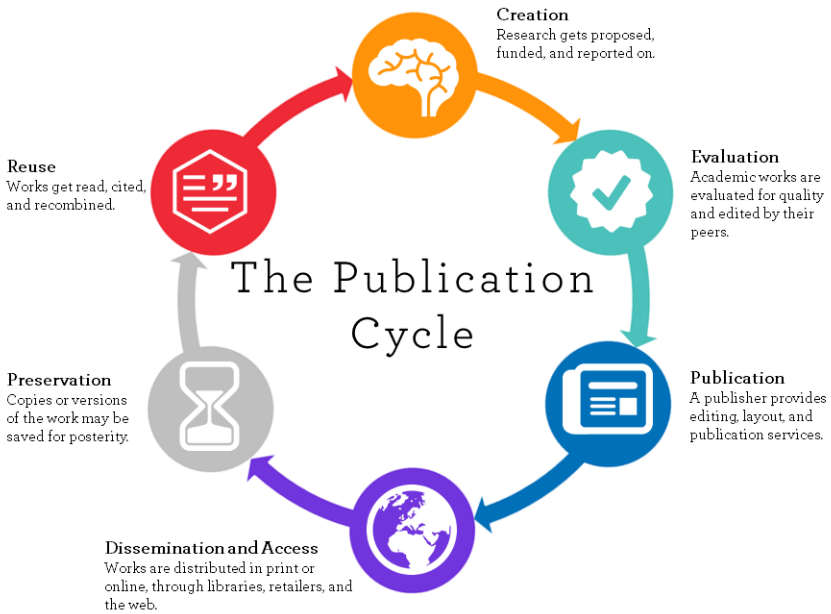 Creation
Research gets proposed,
funded, and reported on.
Evaluation
Academic works are
evaluated for quality
and edited by their
peers.
Publication
A publisher provides
editing, layout, and
publication services.
Dissemination and Access
Works are distributed in print or
online, through libraries, retailers, and
the web.
Preservation
Copies or versions
of the work may be
saved for posterity.
Reuse
Works get read, cited,
and recombined.
The Publication
Cycle